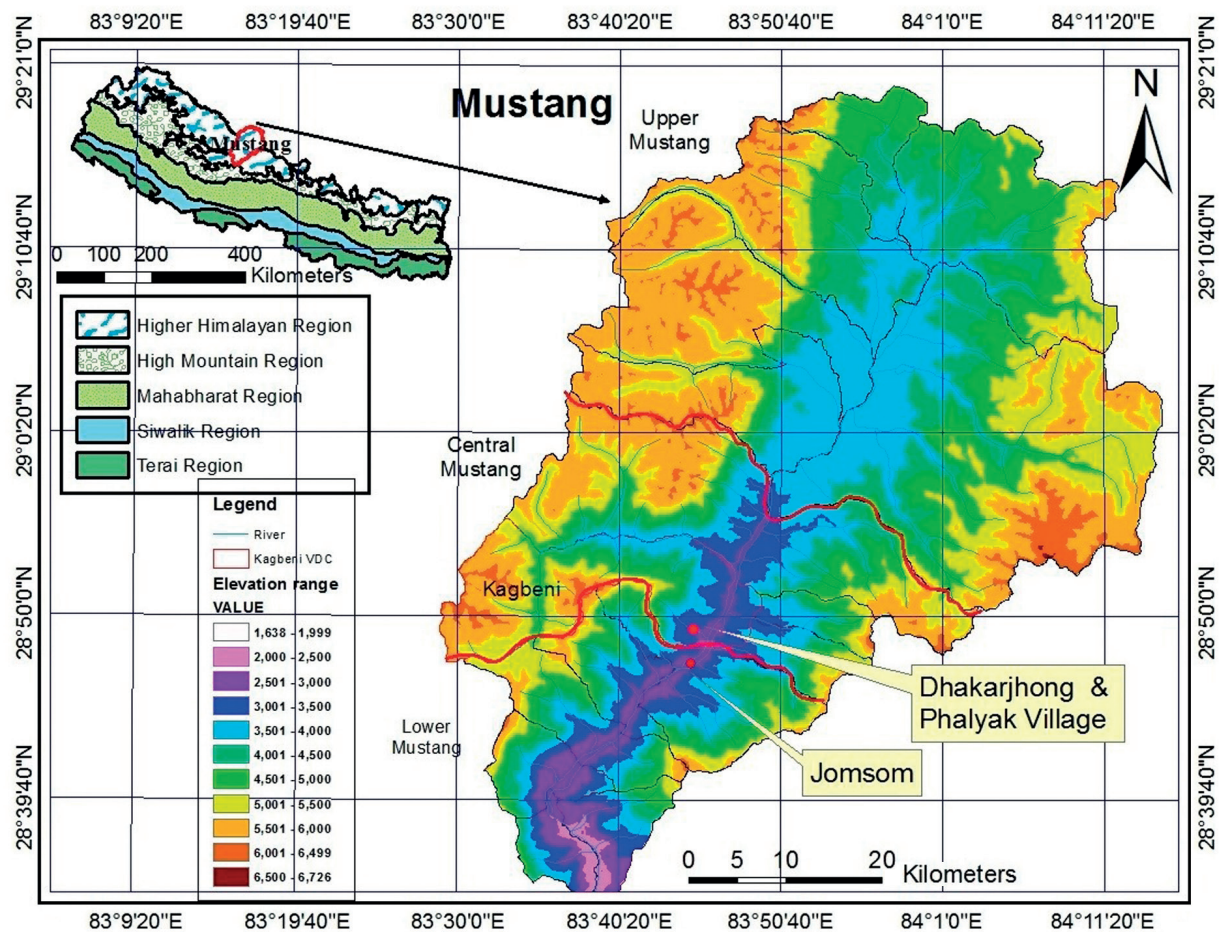 83°9'20"E 83°19'40"E 83°30'0"E 83°40'20"E 83°50'40"E 84°1'0"E 84°11'20"E
29°21'0"N
29°10'40"N
29°0'20"N
28°50'0"N
28°39'40"N
29°21'0"N
29°10'40"N
29°0'20"N
28°50'0"N
28°39'40"N
Mustang
Mustang
N
0 100 200 400
Kilometers
Higher Himalayan Region
High Mountain Region
Mahabharat Region
Siwalik Region
Terai Region
Legend
River
Kagbeni VDC
Elevation range
VALUE
1,638 - 1,999
2,000 - 2,500
2,501 - 3,000
3,001 - 3,500
3,501 - 4,000
4,001 - 4,500
4,501 - 5,000
5,001 - 5,500
5,501 - 6,000
6,001 - 6,499
6,500 - 6,726
Upper
Mustang
Central
Mustang
Kagbeni
Lower
Mustang
Dhakarjhong &
Phalyak Village
Jomsom
0 5 10 20
Kilometers
83°9'20"E 83°19'40"E 83°30'0"E 83°40'20"E 83°50'40"E 84°1'0"E 84°11'20"E